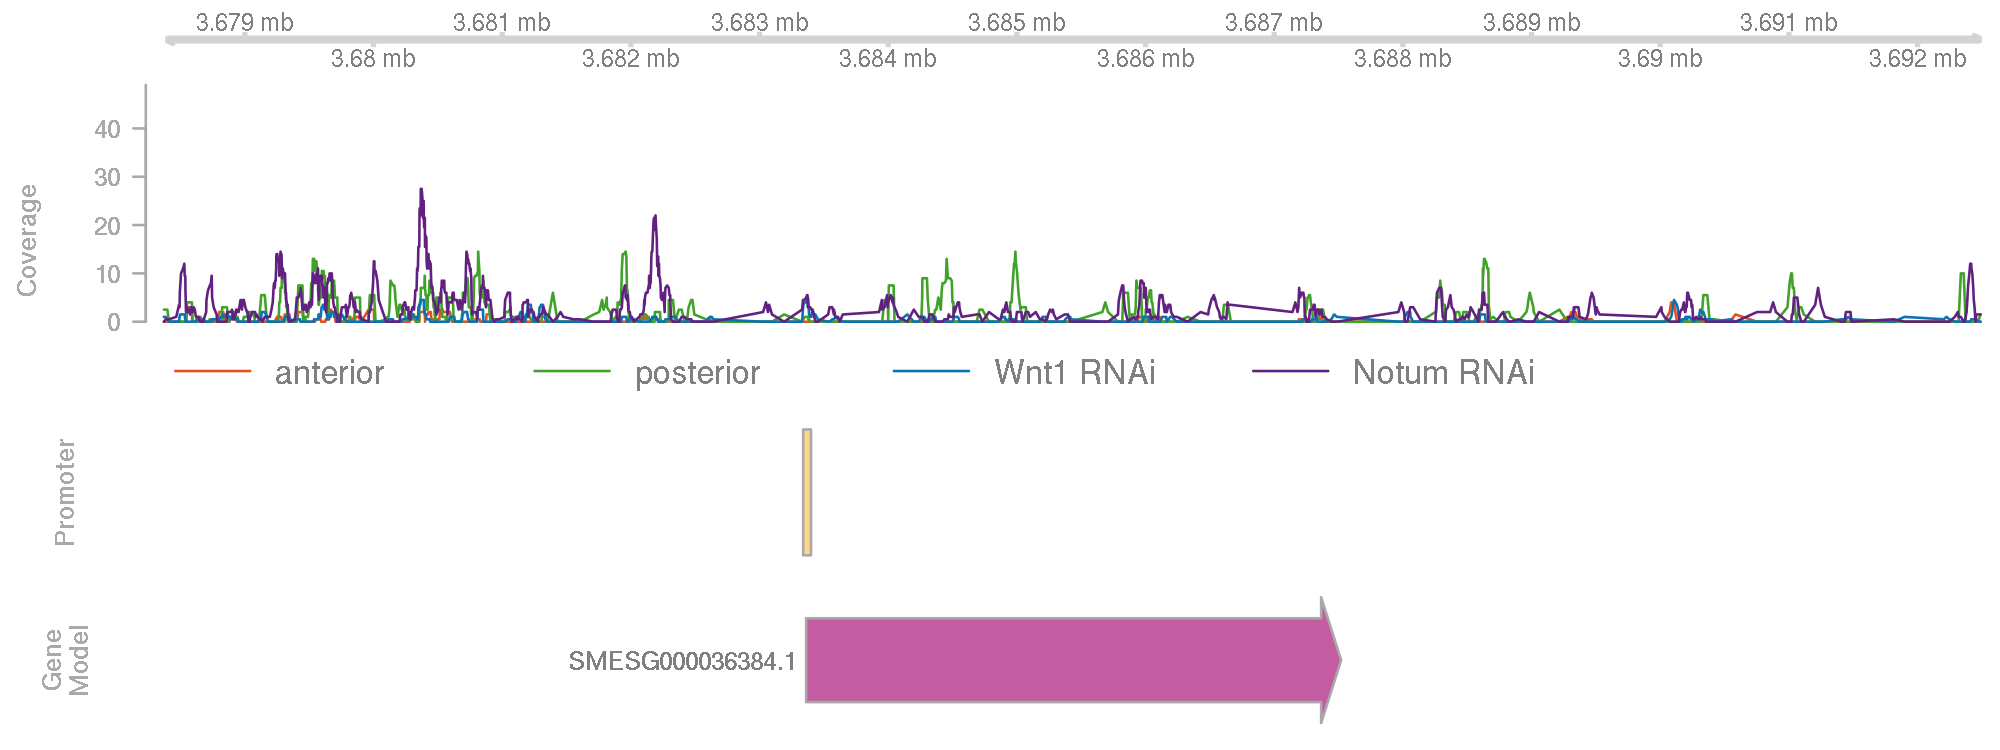 3.679 mb 3.681 mb 3.683 mb 3.685 mb 3.687 mb 3.689 mb 3.691 mb
3.68 mb 3.682 mb 3.684 mb 3.686 mb 3.688 mb 3.69 mb 3.692 mb
Coverage
40
30
20
10
0
anterior posterior Wnt1 RNAi Notum RNAi
Promoter
Gene
Model
SMESG000036384.1